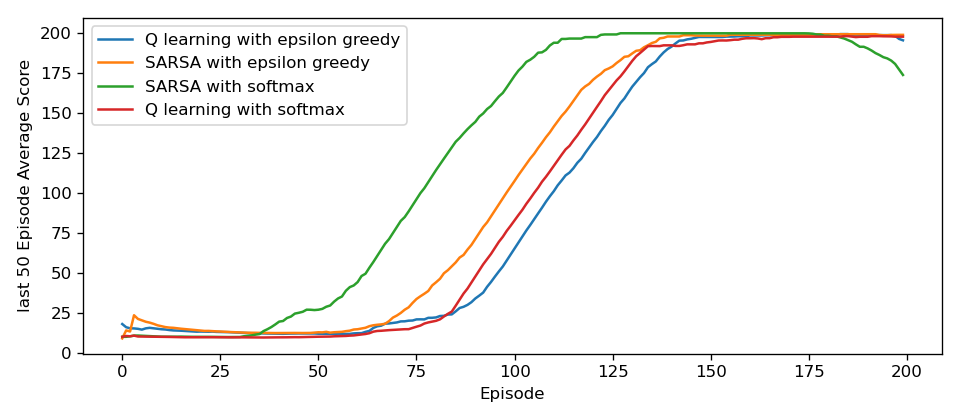 Q learning with epsilon greedy
SARSA with epsilon greedy
SARSA with softmax
Q learning with softmax
last 50 Episode Average Score
200
175
150
125
100
75
50
25
0
0 25 50 75 100 125 150 175 200
Episode